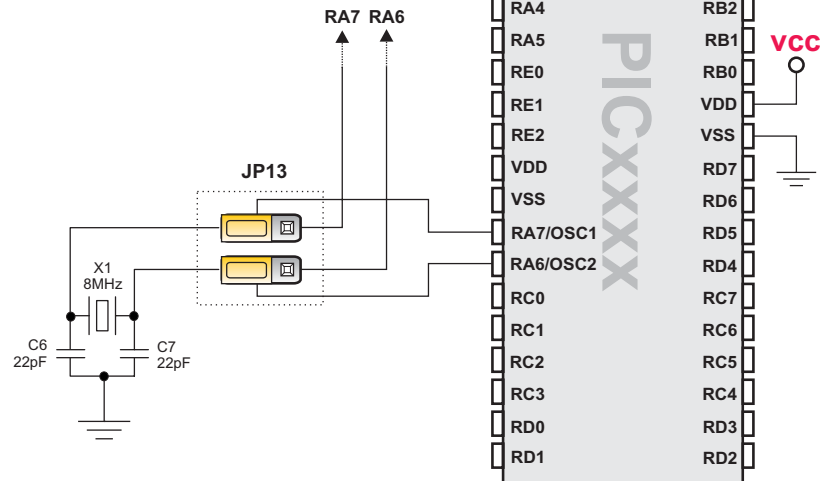 RA7 RA6
JP13
X1
8MHz
C6
22pF
C7
22pF
RA4
RA5
RE0
RE1
RE2
VDD
VSS
RA7/OSC1
RA6/OSC2
RC0
RC1
RC2
RC3
RD0
RD1
PICxxxx
RB2
RB1
RB0
VDD
VSS
RD7
RD6
RD5
RD4
RC7
RC6
RC5
RC4
RD3
RD2
VCC